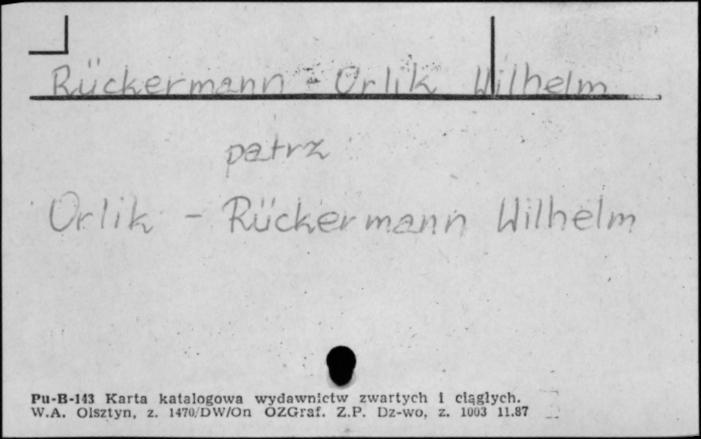 Rückermann - Orlik Wilhelm
patrz
Orlik - Rückermann Wilhelm
Pu-B-143 Karta katalogowa wydawnictw zwartych i ciągłych.
W.A. Olsztyn, z. 1470/DW/On OZGraf. Z.P. Dz-wo, z. 1003 11.87